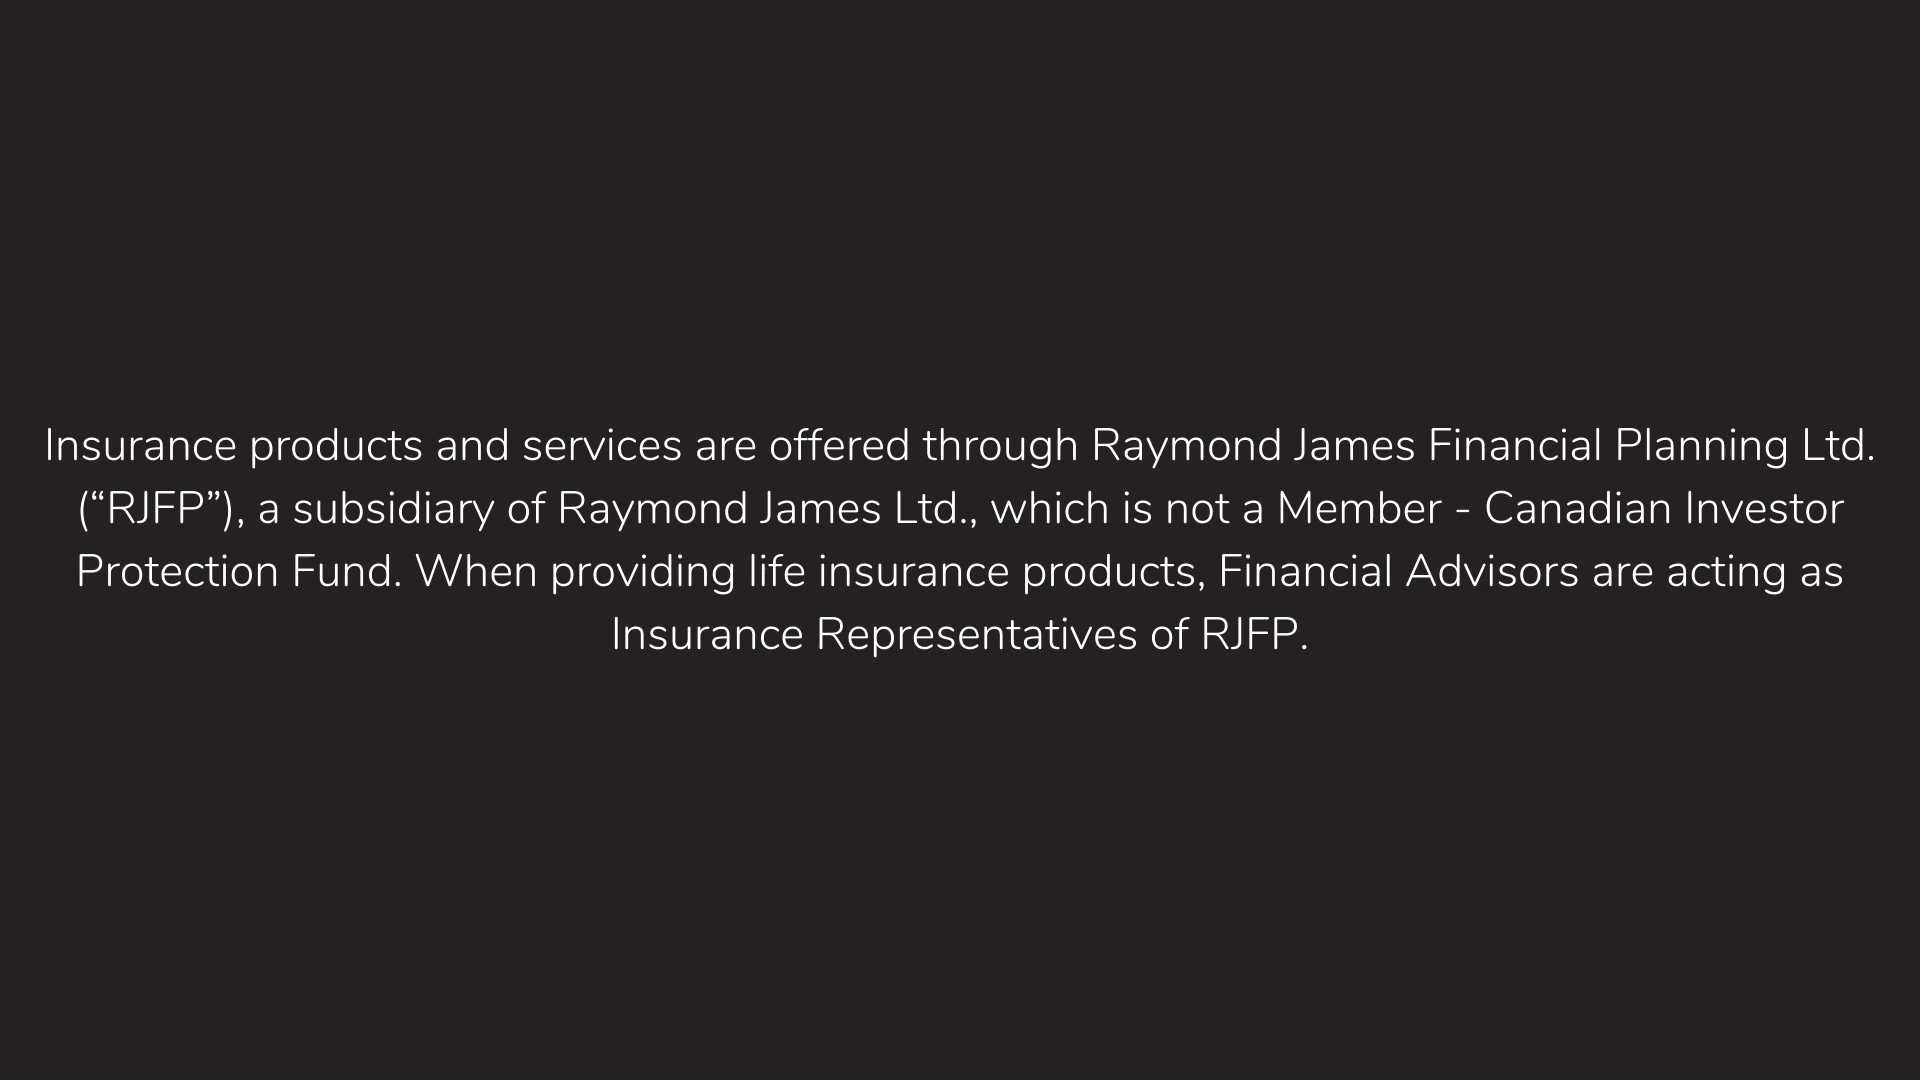 Insurance products and services are offered through Raymond James Financial Planning Ltd.
(“RJFP”), a subsidiary of Raymond James Ltd., which is not a Member - Canadian Investor
Protection Fund. When providing life insurance products, Financial Advisors are acting as
Insurance Representatives of RJFP.